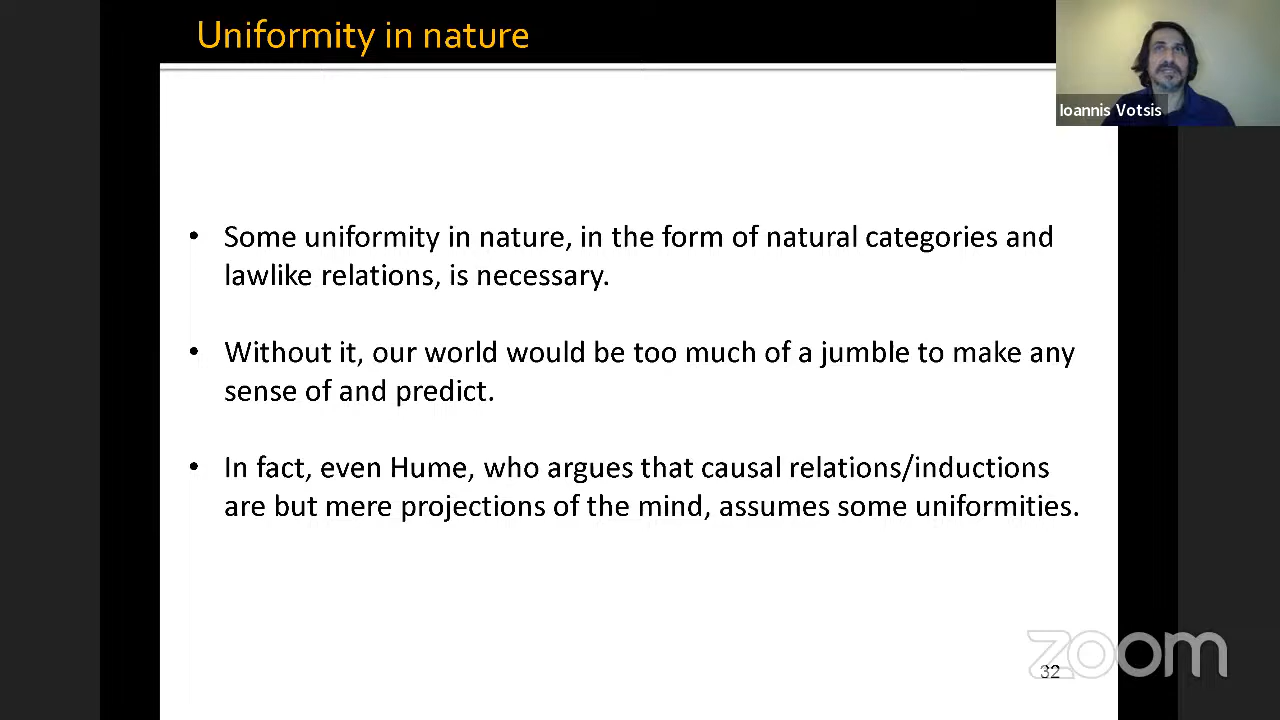 Uniformity in nature
Ioannis Votsis
• Some uniformity in nature, in the form of natural categories and
lawlike relations, is necessary.
• Without it, our world would be too much of a jumble to make any
sense of and predict.
• In fact, even Hume, who argues that causal relations/inductions
are but mere projections of the mind, assumes some uniformities.
zoom
32